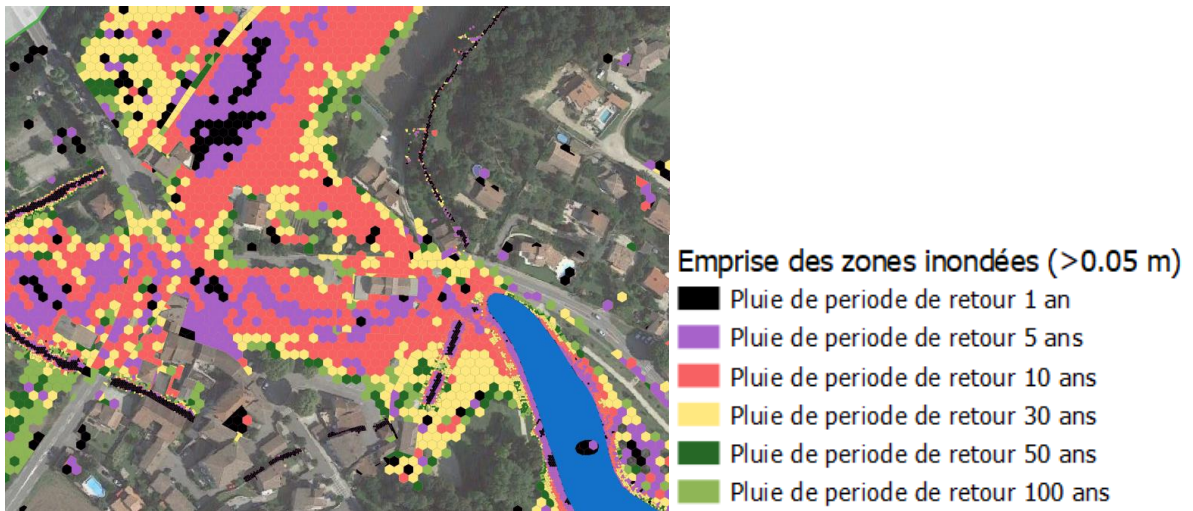 Emprise des zones inondées (>0.05 m)
Pluie de periode de retour 1 an
Pluie de periode de retour 5 ans
Pluie de periode de retour 10 ans
Pluie de periode de retour 30 ans
Pluie de periode de retour 50 ans
Pluie de periode de retour 100 ans